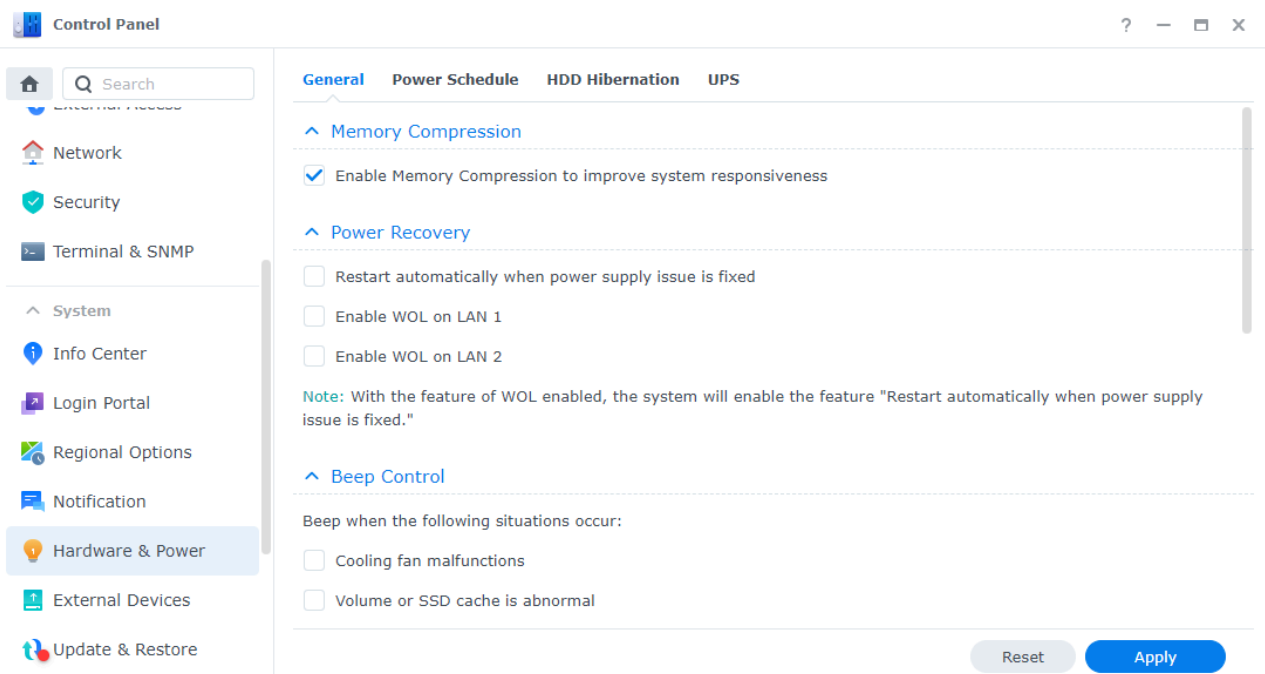 Control Panel
?
Search
External Access
Network
Security
Terminal & SNMP
System
Info Center
Login Portal
Regional Options
Notification
Hardware & Power
External Devices
Update & Restore
General Power Schedule HDD Hibernation UPS
Memory Compression
Enable Memory Compression to improve system responsiveness
Power Recovery
Restart automatically when power supply issue is fixed
Enable WOL on LAN 1
Enable WOL on LAN 2
Note: With the feature of WOL enabled, the system will enable the feature "Restart automatically when power supply
issue is fixed."
Beep Control
Beep when the following situations occur:
Cooling fan malfunctions
Volume or SSD cache is abnormal
Reset Apply